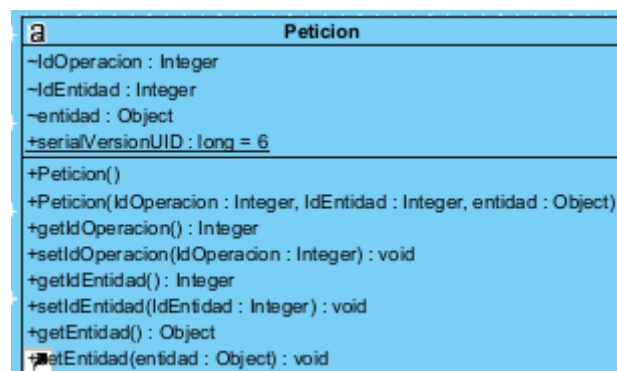 a
Peticion
~IdOperacion : Integer
~IdEntidad : Integer
~entidad : Object
+serialVersionUID : long = 6
+Peticion()
+Peticion(IdOperacion : Integer, IdEntidad : Integer, entidad : Object)
+getIdOperacion() : Integer
+setIdOperacion(IdOperacion : Integer) : void
+getIdEntidad() : Integer
+setIdEntidad(IdEntidad : Integer) : void
+getEntidad() : Object
+setEntidad(entidad : Object) : void